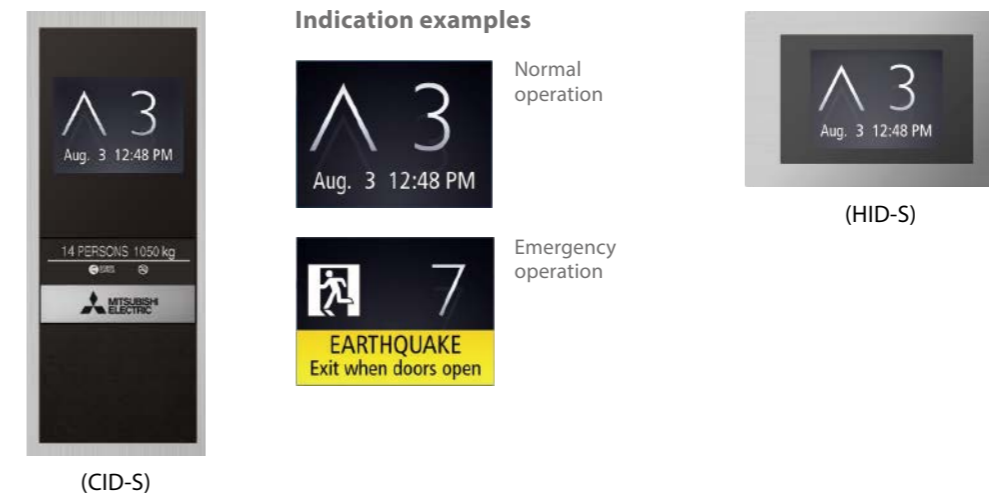 Λ 3
Aug. 3 12:48 PM
14 PERSONS 1050 kg
MITSUBISHI
ELECTRIC
(CID-S)
Indication examples
Λ 3
Aug. 3 12:48 PM
Normal
operation
7
EARTHQUAKE
Exit when doors open
Emergency
operation
Λ 3
Aug. 3 12:48 PM
(HID-S)